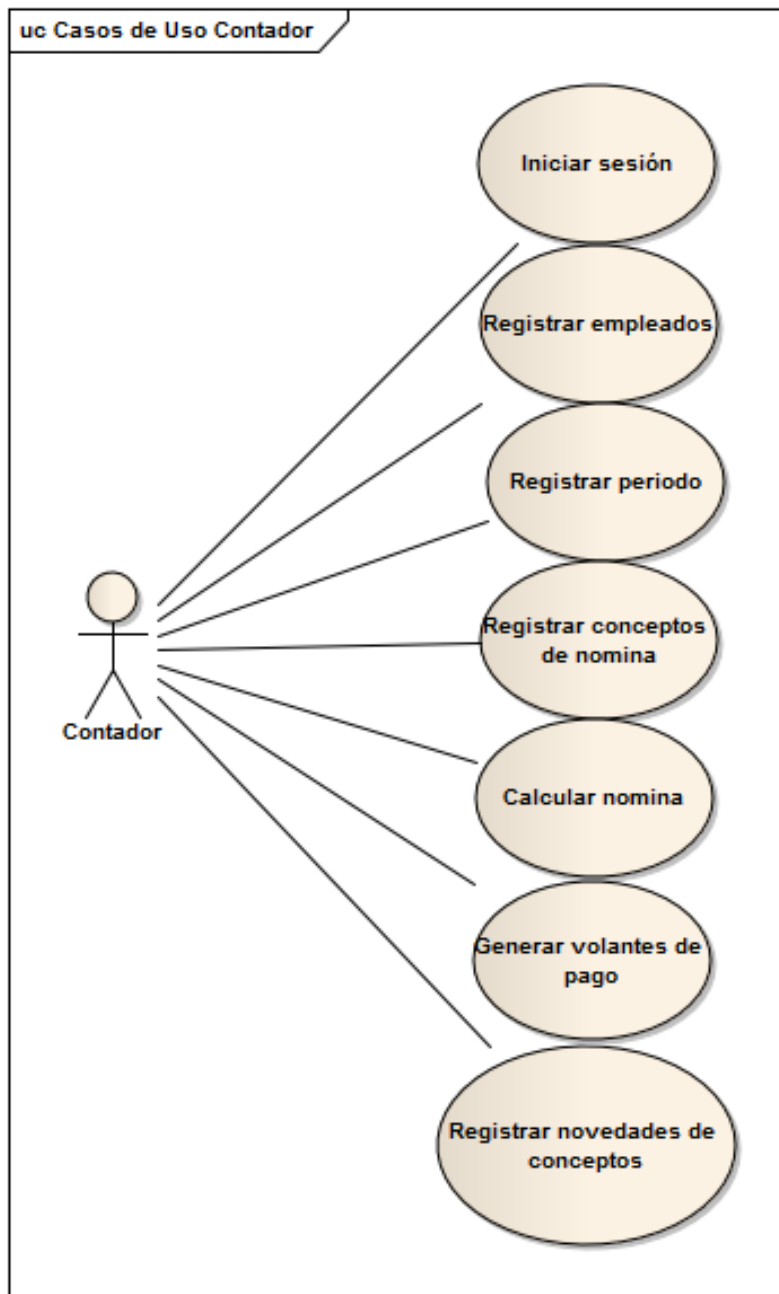 uc Casos de Uso Contador
Iniciar sesión
Registrar empleados
Registrar periodo
Registrar conceptos
de nomina
Contador
Calcular nomina
Generar volantes de
pago
Registrar novedades de
conceptos